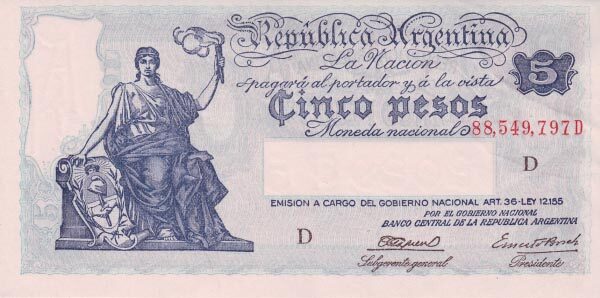 República Argentina
La Nación
pagará al portador y á la vista
5
Cinco pesos
Moneda nacional 88,549,797D
D
EMISION A CARGO DEL GOBIERNO NACIONAL ART. 36-LEY 12.155
POR EL GOBIERNO NACIONAL
BANCO CENTRAL DE LA REPUBLICA ARGENTINA
D
Ernesto Bosch
Subgerente general
Presidente